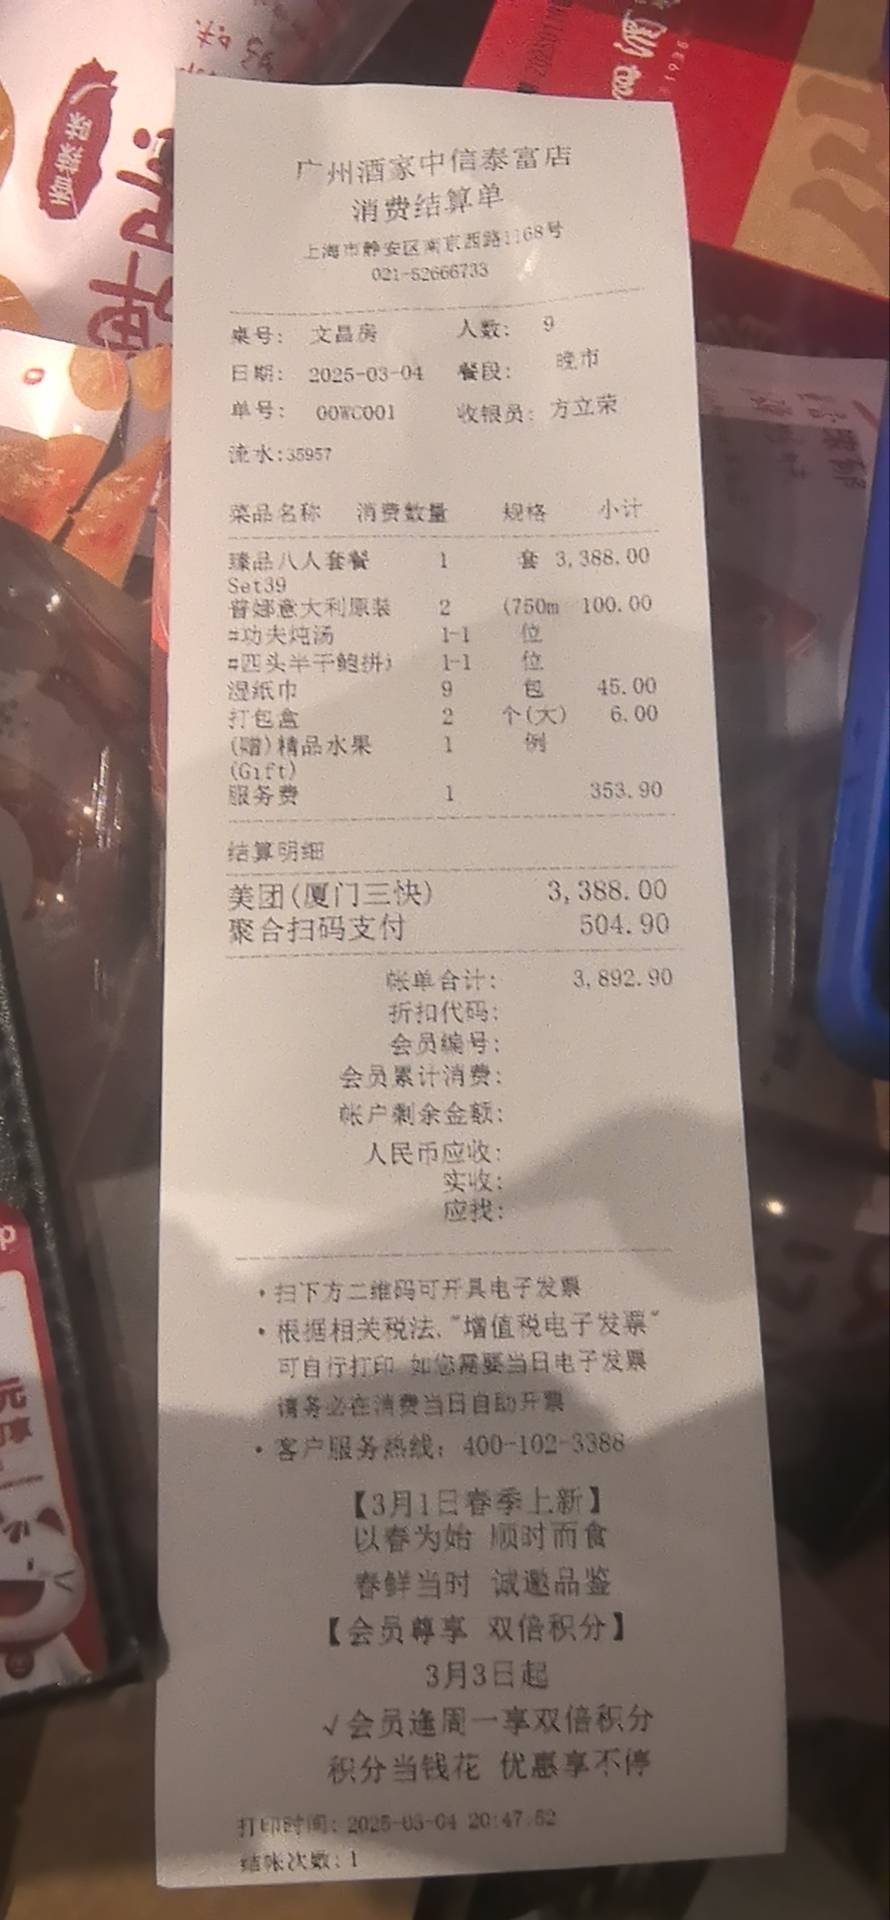 香辣味
广州酒家中信泰富店
消费结算单
上海市静安区南京西路1168号
021-52666733
桌号： 文昌房 人数： 9
日期： 2025-03-04 餐段： 晚市
单号： 00WC001 收银员：方立荣
流水:35957
菜品名称 消费数量 规格 小计
臻品八人套餐 1 套 3,388.00
Set39
普娜意大利原装 2 (750m 100.00
#功夫炖汤 1-1 位
#四头半干鲍拼 1-1 位
湿纸巾 9 包 45.00
打包盒 2 个(大) 6.00
(赠)精品水果 1 例
(Gift)
服务费 1 353.90
结算明细
美团(厦门三快) 3,388.00
聚合扫码支付 504.90
帐单合计: 3,892.90
折扣代码:
会员编号:
会员累计消费:
帐户剩余金额:
人民币应收:
实收:
应找:
·扫下方二维码可开具电子发票
·根据相关税法,"增值税电子发票"
可自行打印 如您需要当日电子发票
请务必在消费当日自助开票
·客户服务热线：400-102-3388
【3月1日春季上新】
以春为始 顺时而食
春鲜当时 诚邀品鉴
【会员尊享 双倍积分】
3月3日起
√会员逢周一享双倍积分
积分当钱花 优惠享不停
打印时间: 2025-03-04 20:47:52
结帐次数: 1